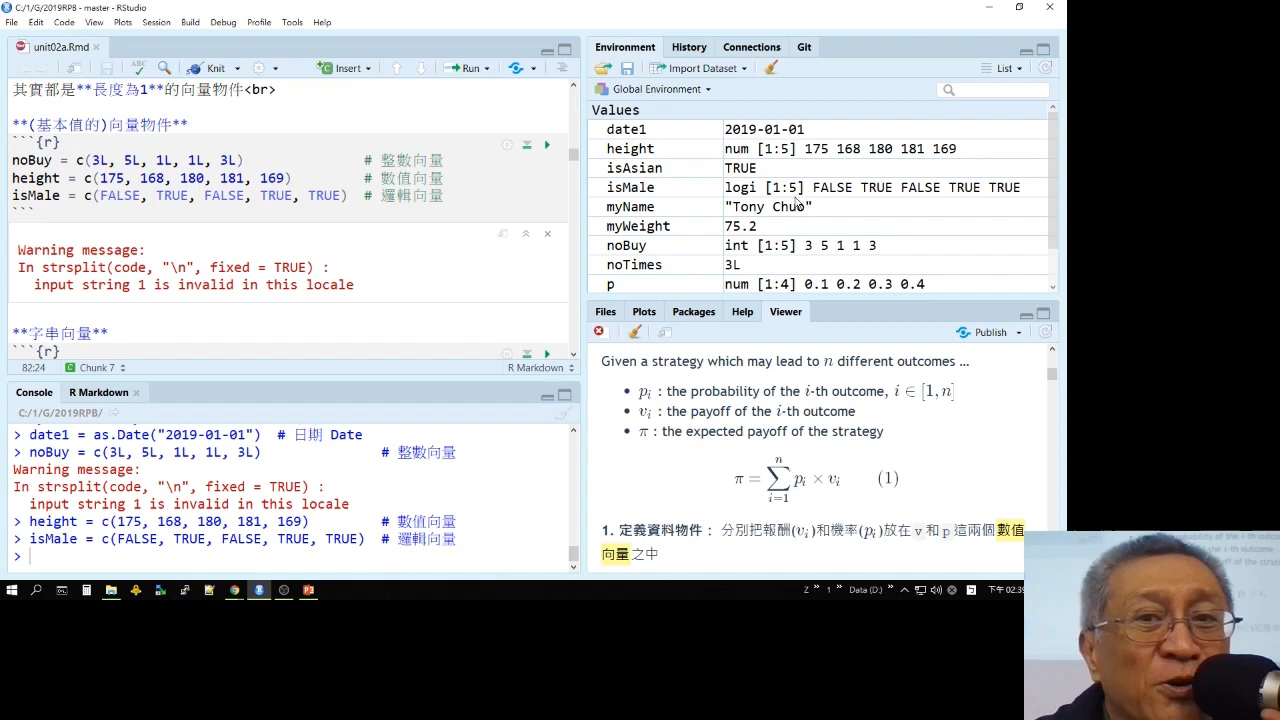 C:/1/G/2019RPB - master - RStudio
File Edit Code View Plots Session Build Debug Profile Tools Help
unit02a.Rmd
ABC Knit Insert Run
其實都是**長度為1**的向量物件<br>
**(基本值的)向量物件**
```{r}
noBuy = c(3L, 5L, 1L, 1L, 3L) # 整數向量
height = c(175, 168, 180, 181, 169) # 數值向量
isMale = c(FALSE, TRUE, FALSE, TRUE, TRUE) # 邏輯向量
```
Warning message:
In strsplit(code, "\n", fixed = TRUE) :
input string 1 is invalid in this locale
**字串向量**
```{r}
82:24 Chunk 7 R Markdown
Console R Markdown
C:/1/G/2019RPB/
> date1 = as.Date("2019-01-01") # 日期 Date
> noBuy = c(3L, 5L, 1L, 1L, 3L) # 整數向量
Warning message:
In strsplit(code, "\n", fixed = TRUE) :
input string 1 is invalid in this locale
> height = c(175, 168, 180, 181, 169) # 數值向量
> isMale = c(FALSE, TRUE, FALSE, TRUE, TRUE) # 邏輯向量
>
Environment History Connections Git
Import Dataset List
Global Environment
Values
date1 2019-01-01
height num [1:5] 175 168 180 181 169
isAsian TRUE
isMale logi [1:5] FALSE TRUE FALSE TRUE TRUE
myName "Tony Chuo"
myWeight 75.2
noBuy int [1:5] 3 5 1 1 3
noTimes 3L
p num [1:4] 0.1 0.2 0.3 0.4
Files Plots Packages Help Viewer
Publish
Given a strategy which may lead to n different outcomes …
• pᵢ : the probability of the i-th outcome, i ∈ [1, n]
• vᵢ : the payoff of the i-th outcome
• π : the expected payoff of the strategy
π = ∑ⁿᵢ₌₁ pᵢ × vᵢ (1)
1. 定義資料物件： 分別把報酬(vᵢ)和機率(pᵢ)放在 v 和 p 這兩個數值
向量之中
Z » 1 » Data (D:) » 下午 02:39